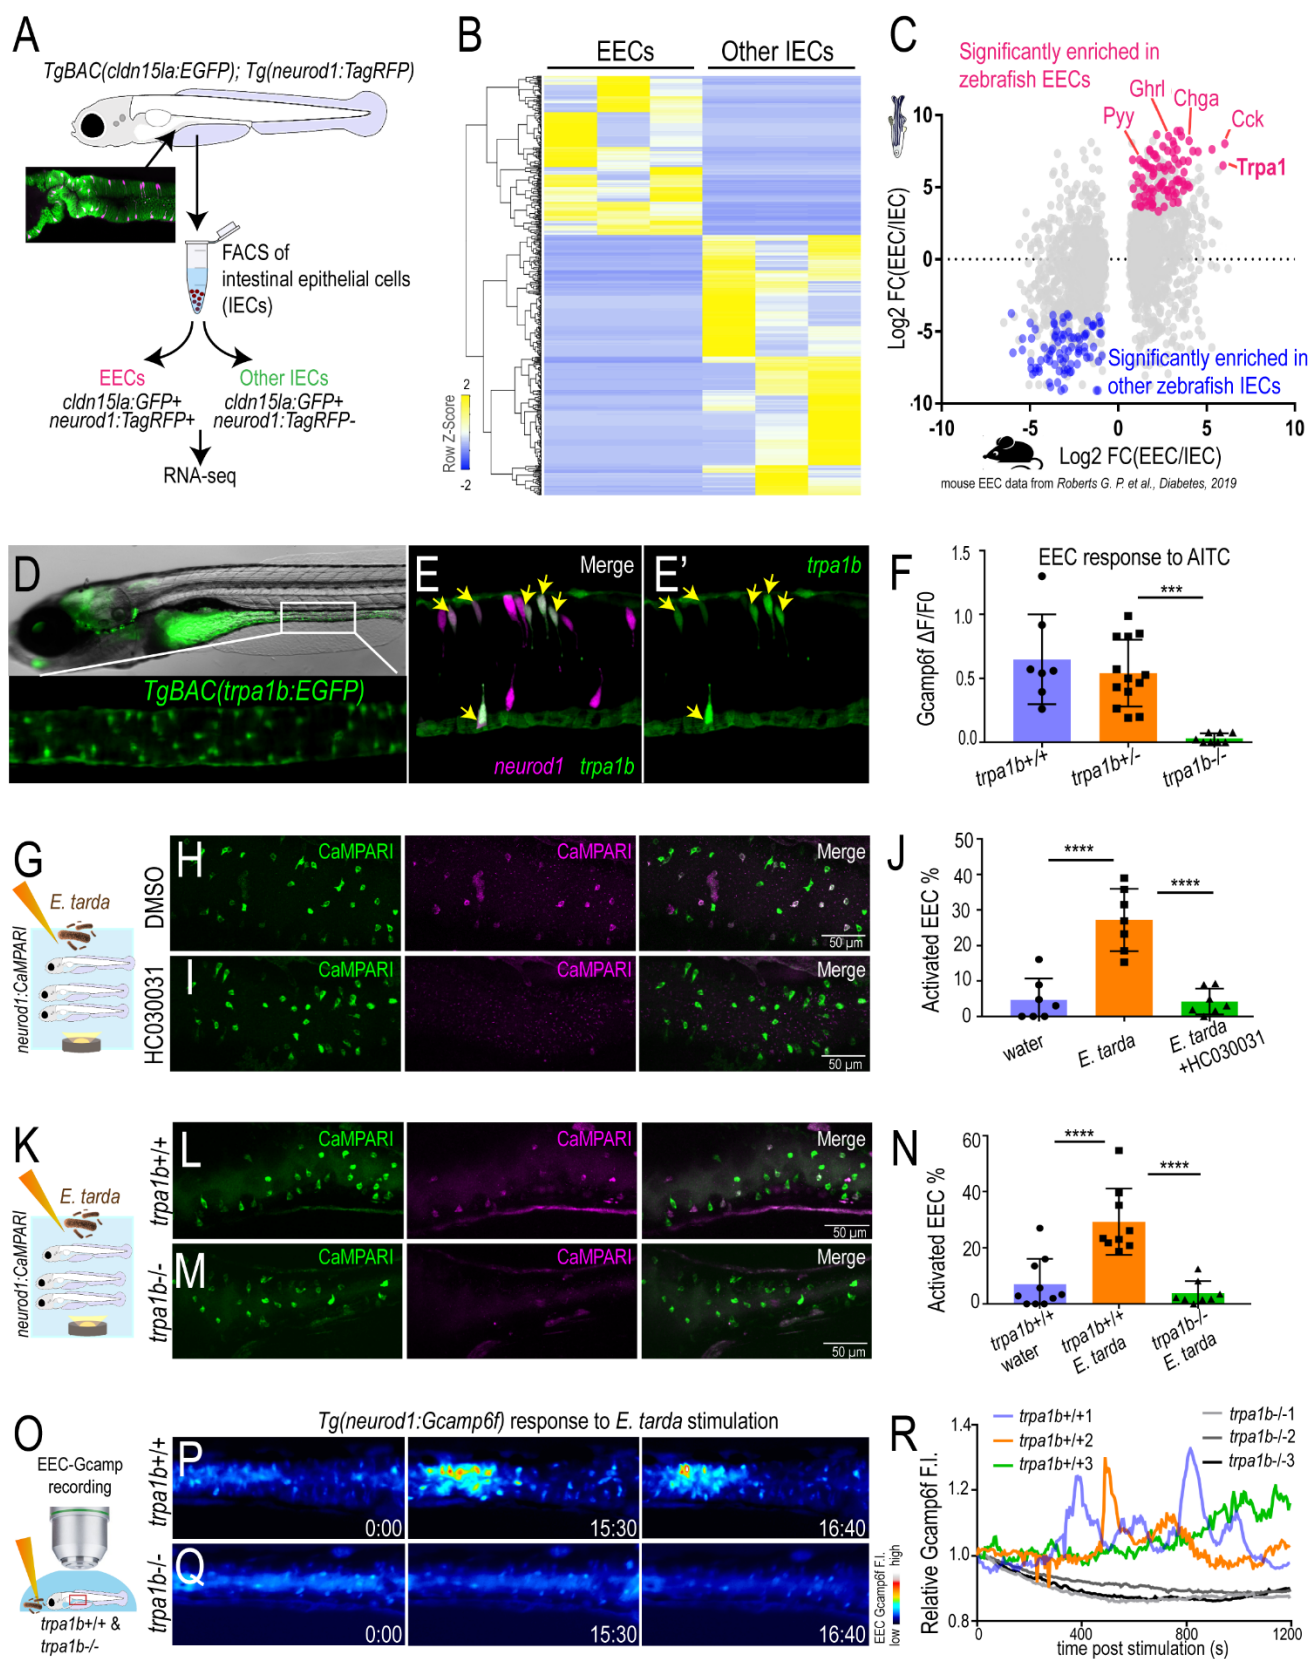 A
TgBAC(cldn15la:EGFP); Tg(neurod1:TagRFP)
FACS of
intestinal epithelial cells
(IECs)
EECs
cldn15la:GFP+
neurod1:TagRFP+
Other IECs
cldn15la:GFP+
neurod1:TagRFP-
RNA-seq
B
EECs
Other IECs
2
Row Z-Score
-2
C
Significantly enriched in
zebrafish EECs
Ghrl
Chga
Pyy
Cck
Trpa1
10
5
0
-5
-10
Log2 FC(EEC/IEC)
Significantly enriched in
other zebrafish IECs
-10
-5
0
5
10
Log2 FC(EEC/IEC)
mouse EEC data from Roberts G. P. et al., Diabetes, 2019
D
TgBAC(trpa1b:EGFP)
E
Merge
neurod1 trpa1b
E'
trpa1b
F
EEC response to AITC
***
1.5
1.0
0.5
0.0
Gcamp6f ΔF/F0
trpa1b+/+
trpa1b+/-
trpa1b-/-
G
E. tarda
neurod1:CaMPARI
H
DMSO
CaMPARI
CaMPARI
Merge
50 µm
I
HC030031
CaMPARI
CaMPARI
Merge
50 µm
J
****
****
50
40
30
20
10
0
Activated EEC %
water
E. tarda
E. tarda
+HC030031
K
E. tarda
neurod1:CaMPARI
L
trpa1b+/+
CaMPARI
CaMPARI
Merge
50 µm
M
trpa1b-/-
CaMPARI
CaMPARI
Merge
50 µm
N
****
****
60
40
20
0
Activated EEC %
trpa1b+/+
water
trpa1b+/+
E. tarda
trpa1b-/-
E. tarda
O
EEC-Gcamp
recording
trpa1b+/+ &
trpa1b-/-
Tg(neurod1:Gcamp6f) response to E. tarda stimulation
P
trpa1b+/+
0:00
15:30
16:40
Q
trpa1b-/-
0:00
15:30
16:40
EEC Gcamp6f F.I.
low
high
R
trpa1b+/+1
trpa1b+/+2
trpa1b+/+3
trpa1b-/-1
trpa1b-/-2
trpa1b-/-3
1.4
1.2
1.0
0.8
Relative Gcamp6f F.I.
0
400
800
1200
time post stimulation (s)